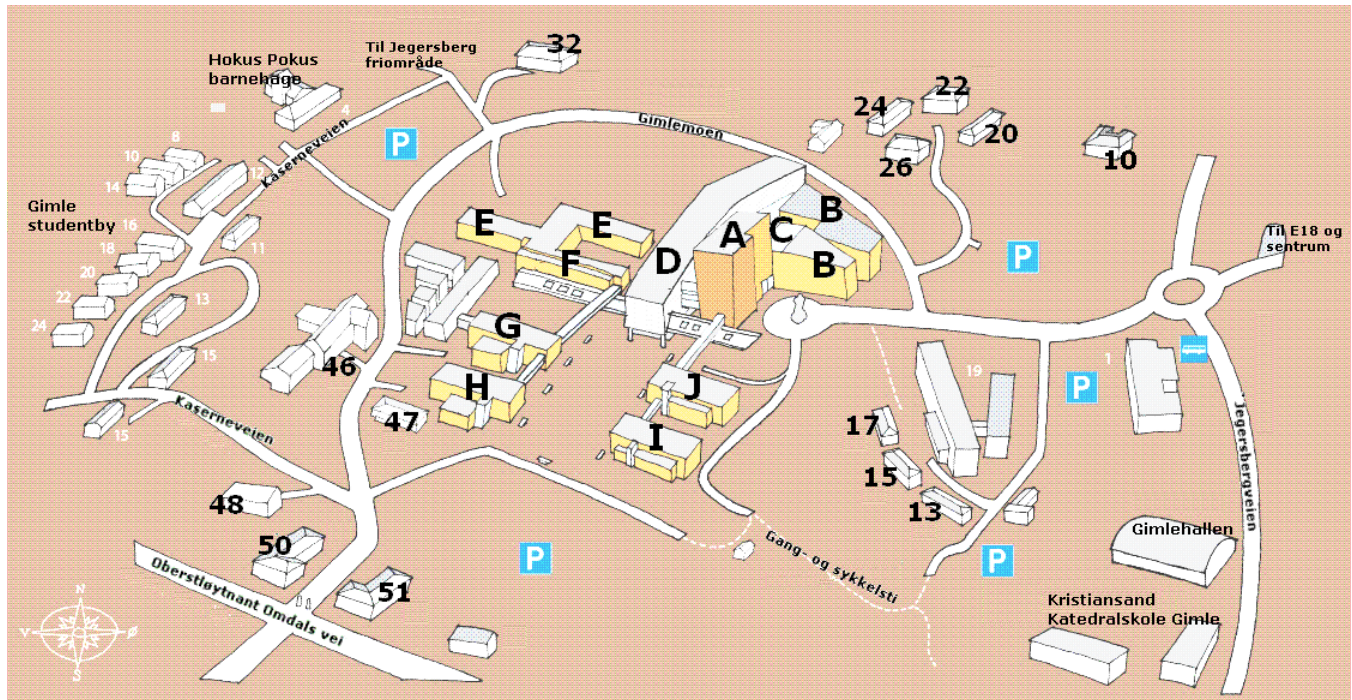 32
Hokus Pokus
barnehage
Til Jegersberg
friområde
4
Kaserneveien
P
Gimlemoen
24
22
20
26
10
8
10
14
12
Gimle
studentby
16
18
20
22
24
11
13
15
15
E
E
F
D
A
C
B
B
P
Til E18 og
sentrum
G
H
J
I
46
47
Kaserneveien
48
50
51
Oberstløytnant Omdals vei
P
Gang- og sykkelsti
17
15
13
19
1
P
P
Jegersbergveien
Gimlehallen
Kristiansand
Katedralskole Gimle
N
V
Ø
S